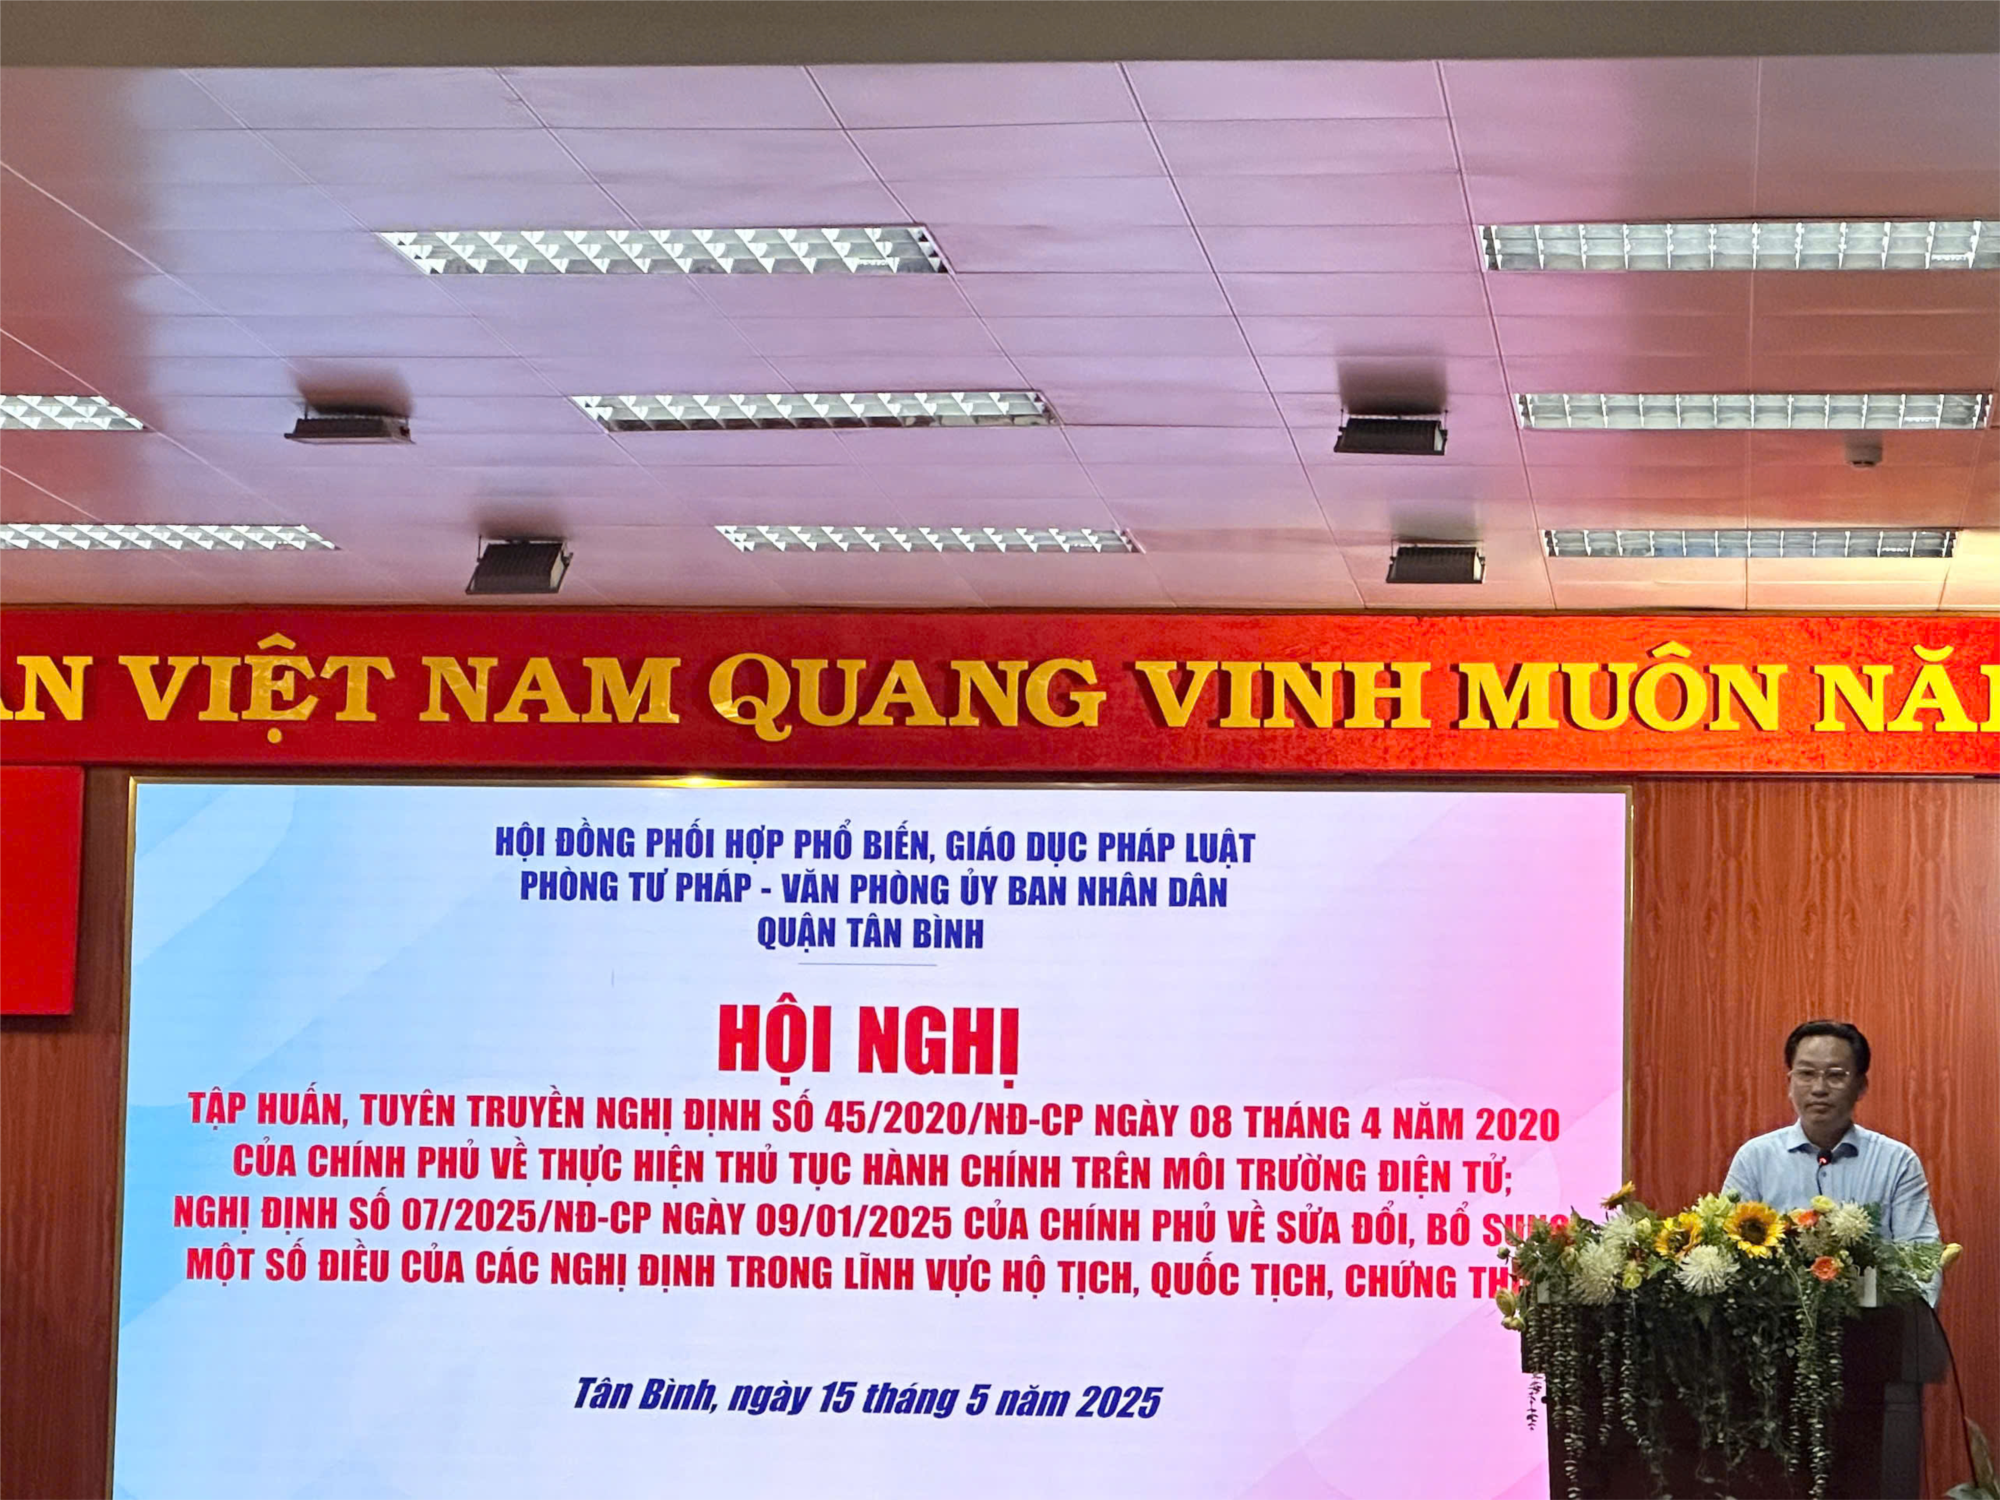 VIỆT NAM QUANG VINH MUÔN
HỘI ĐỒNG PHỐI HỢP PHỔ BIẾN, GIÁO DỤC PHÁP LUẬT
PHÒNG TƯ PHÁP - VĂN PHÒNG ỦY BAN NHÂN DÂN
QUẬN TÂN BÌNH
HỘI NGHỊ
TẬP HUẤN, TUYÊN TRUYỀN NGHỊ ĐỊNH SỐ 45/2020/NĐ-CP NGÀY 08 THÁNG 4 NĂM 2020
CỦA CHÍNH PHỦ VỀ THỰC HIỆN THỦ TỤC HÀNH CHÍNH TRÊN MÔI TRƯỜNG ĐIỆN TỬ;
NGHỊ ĐỊNH SỐ 07/2025/NĐ-CP NGÀY 09/01/2025 CỦA CHÍNH PHỦ VỀ SỬA ĐỔI, BỔ SUNG
MỘT SỐ ĐIỀU CỦA CÁC NGHỊ ĐỊNH TRONG LĨNH VỰC HỘ TỊCH, QUỐC TỊCH, CHỨNG
Tân Bình, ngày 15 tháng 5 năm 2025